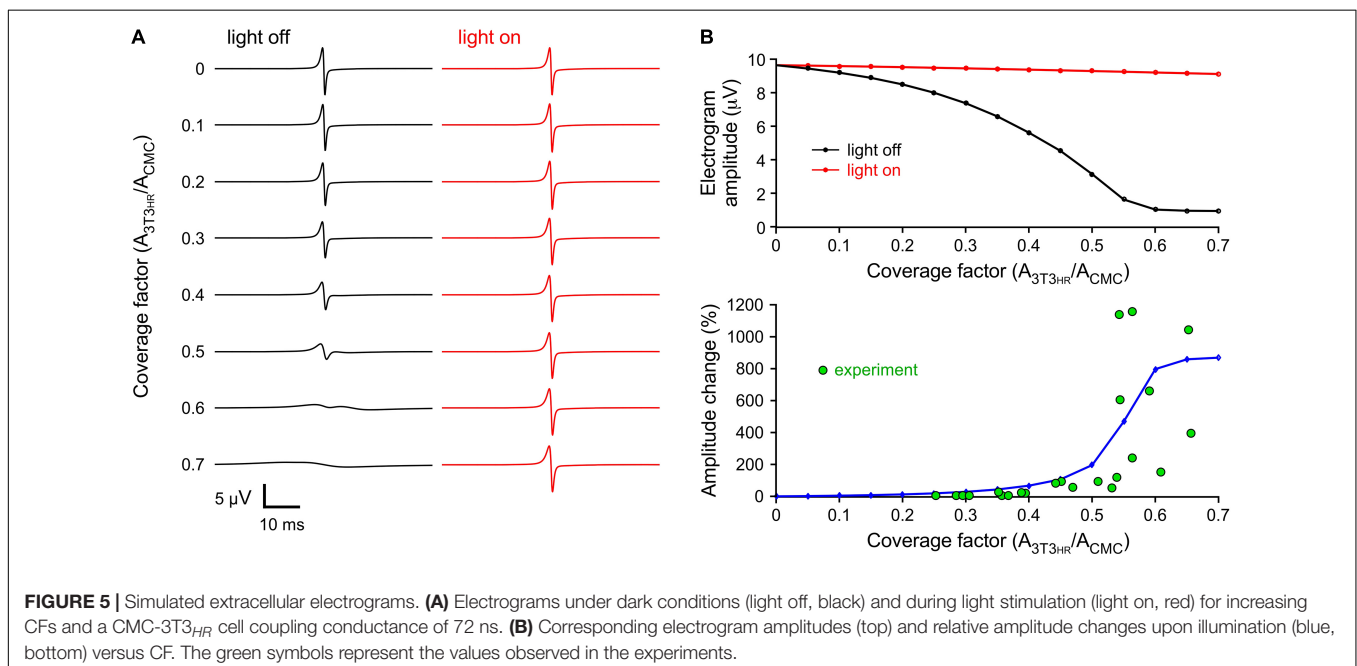 A
light off
light on
Coverage factor (A3T3HR/ACMC)
0
0.1
0.2
0.3
0.4
0.5
0.6
0.7
5 µV
10 ms
B
Electrogram
amplitude (µV)
10
8
6
4
2
0
light off
light on
0 0.1 0.2 0.3 0.4 0.5 0.6 0.7
Coverage factor (A3T3HR/ACMC)
Amplitude change (%)
1200
1000
800
600
400
200
0
experiment
0 0.1 0.2 0.3 0.4 0.5 0.6 0.7
Coverage factor (A3T3HR/ACMC)
FIGURE 5 | Simulated extracellular electrograms. (A) Electrograms under dark conditions (light off, black) and during light stimulation (light on, red) for increasing
CFs and a CMC-3T3HR cell coupling conductance of 72 ns. (B) Corresponding electrogram amplitudes (top) and relative amplitude changes upon illumination (blue,
bottom) versus CF. The green symbols represent the values observed in the experiments.